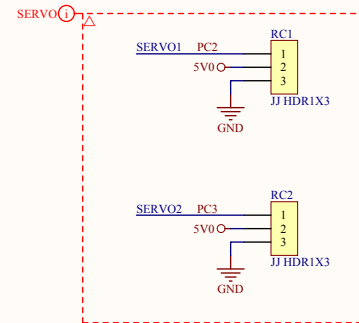 SERVO i
RC1
SERVO1 PC2
1
5V0 2
3
JJ HDR1X3
GND
RC2
SERVO2 PC3
1
5V0 2
3
JJ HDR1X3
GND